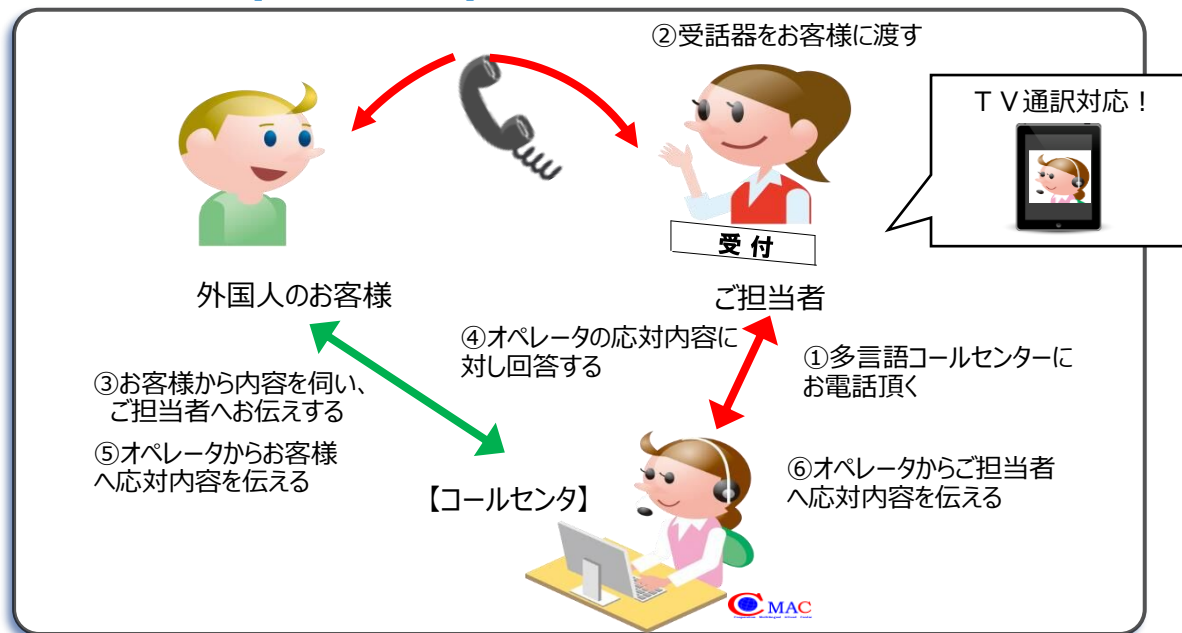 ②受話器をお客様に渡す
TV通訳対応！
受付
外国人のお客様
ご担当者
④オペレータの応対内容に
対し回答する
①多言語コールセンターに
お電話頂く
③お客様から内容を伺い、
ご担当者へお伝えする
⑤オペレータからお客様
へ応対内容を伝える
⑥オペレータからご担当者
へ応対内容を伝える
【コールセンタ】
C MAC